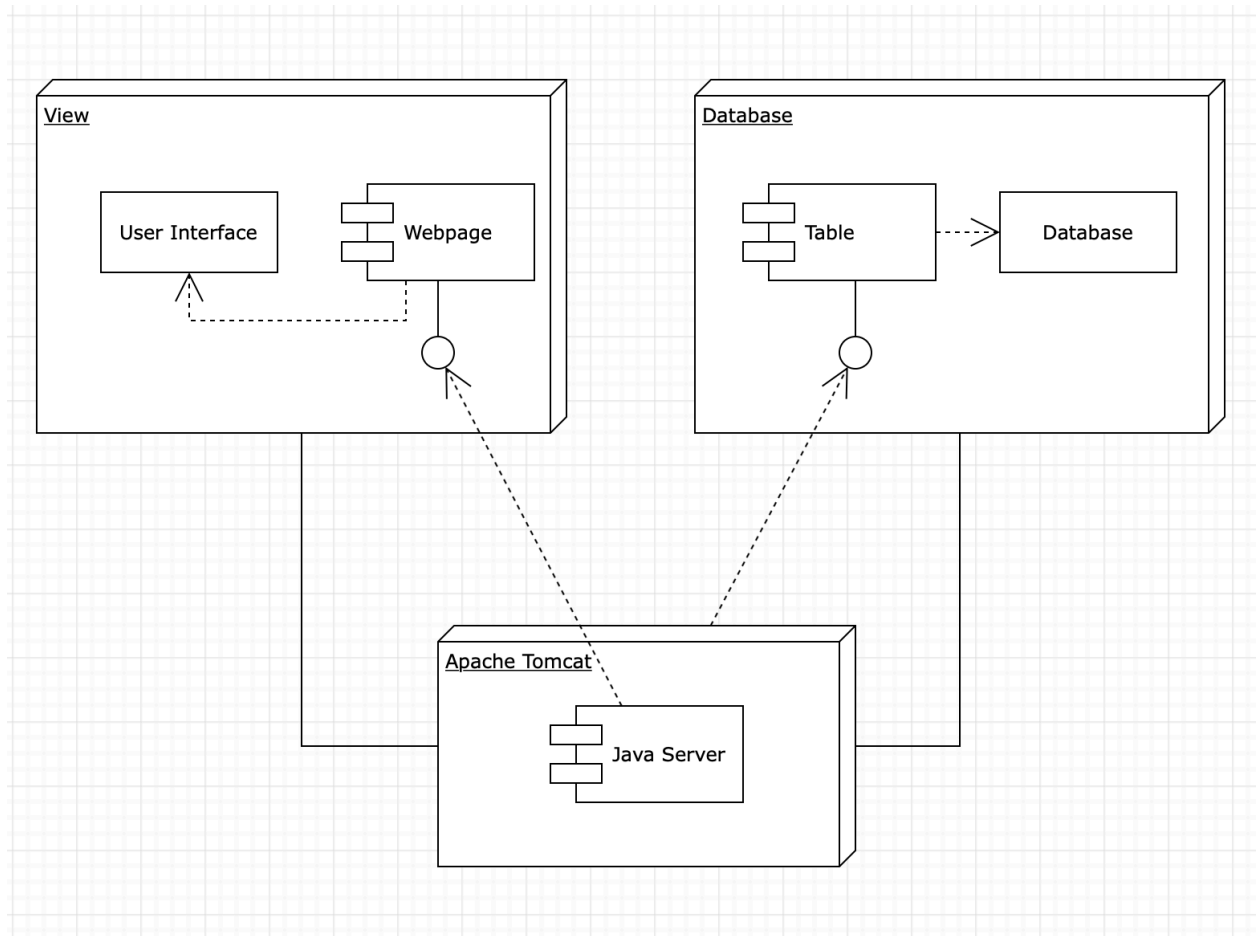 View
User Interface
Webpage
Database
Table
Database
Apache Tomcat
Java Server